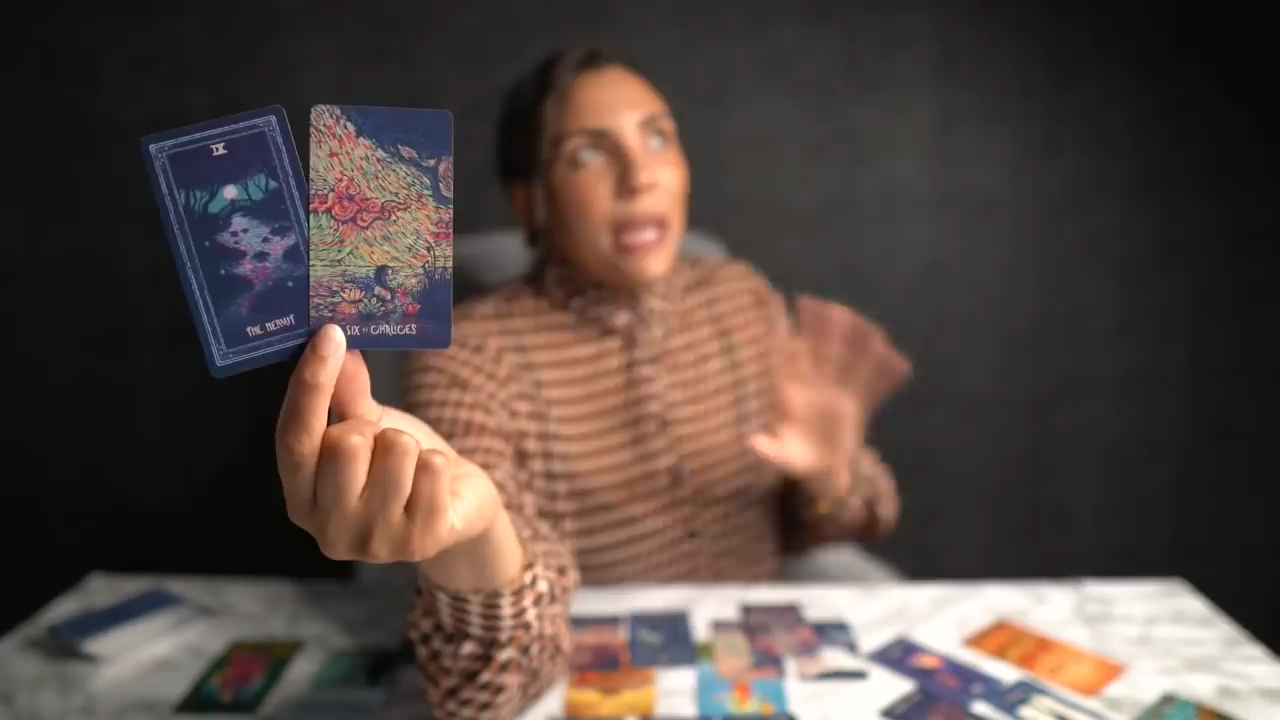 IX
THE HERMIT
SIX OF CHALICES